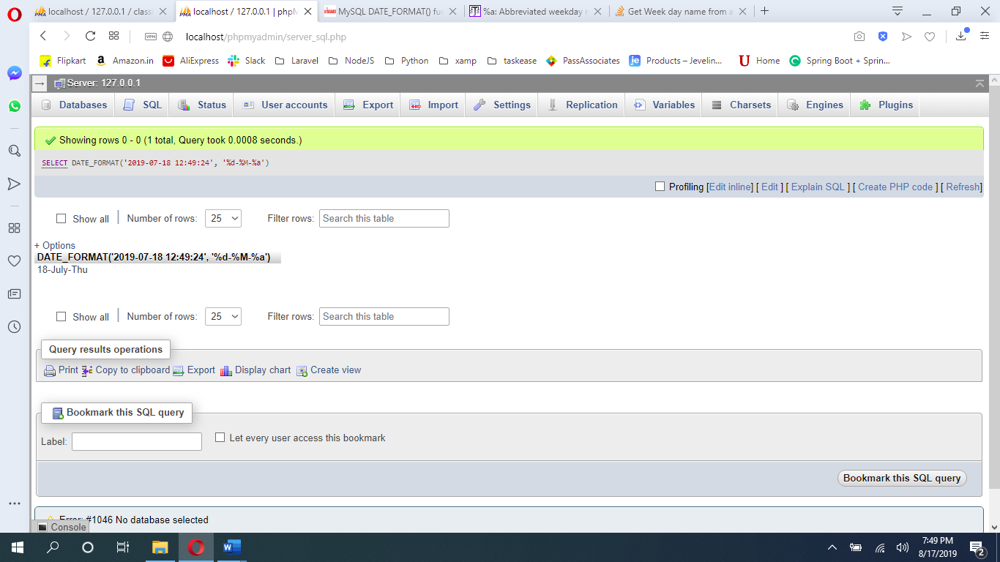 localhost / 127.0.0.1 / classi
localhost / 127.0.0.1 | phpM
MySQL DATE_FORMAT() fu
%a: Abbreviated weekday
Get Week day name from a
VPN
localhost/phpmyadmin/server_sql.php
Flipkart
Amazon.in
AliExpress
Slack
Laravel
NodeJS
Python
xamp
taskease
PassAssociates
Products – Jevelin...
Home
Spring Boot + Sprin...
Server: 127.0.0.1
Databases
SQL
Status
User accounts
Export
Import
Settings
Replication
Variables
Charsets
Engines
Plugins
Showing rows 0 - 0 (1 total, Query took 0.0008 seconds.)
SELECT DATE_FORMAT('2019-07-18 12:49:24', '%d-%M-%a')
Profiling [Edit inline] [ Edit ] [ Explain SQL ] [ Create PHP code ] [ Refresh]
Show all
Number of rows: 25
Filter rows: Search this table
+ Options
DATE_FORMAT('2019-07-18 12:49:24', '%d-%M-%a')
18-July-Thu
Show all
Number of rows: 25
Filter rows: Search this table
Query results operations
Print
Copy to clipboard
Export
Display chart
Create view
Bookmark this SQL query
Label:
Let every user access this bookmark
Bookmark this SQL query
Error: #1046 No database selected
Console
7:49 PM
8/17/2019
2